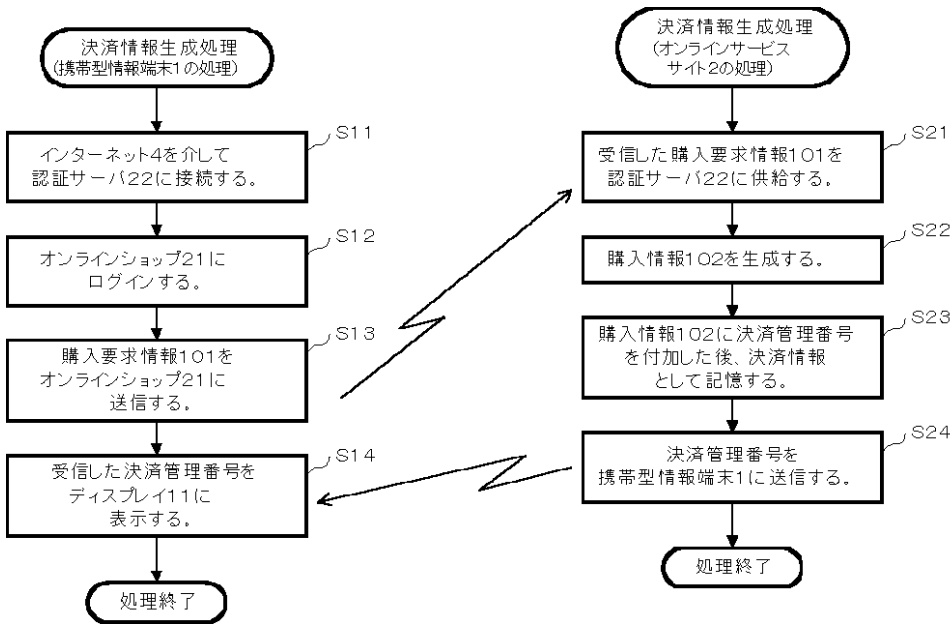 決済情報生成処理
(携帯型情報端末1の処理)
S11
インターネット4を介して
認証サーバ22に接続する。
S12
オンラインショップ21に
ログインする。
S13
購入要求情報101を
オンラインショップ21に
送信する。
S14
受信した決済管理番号を
ディスプレイ11に
表示する。
処理終了
決済情報生成処理
(オンラインサービス
サイト2の処理)
S21
受信した購入要求情報101を
認証サーバ22に供給する。
S22
購入情報102を生成する。
S23
購入情報102に決済管理番号
を付加した後、決済情報
として記憶する。
S24
決済管理番号を
携帯型情報端末1に送信する。
処理終了